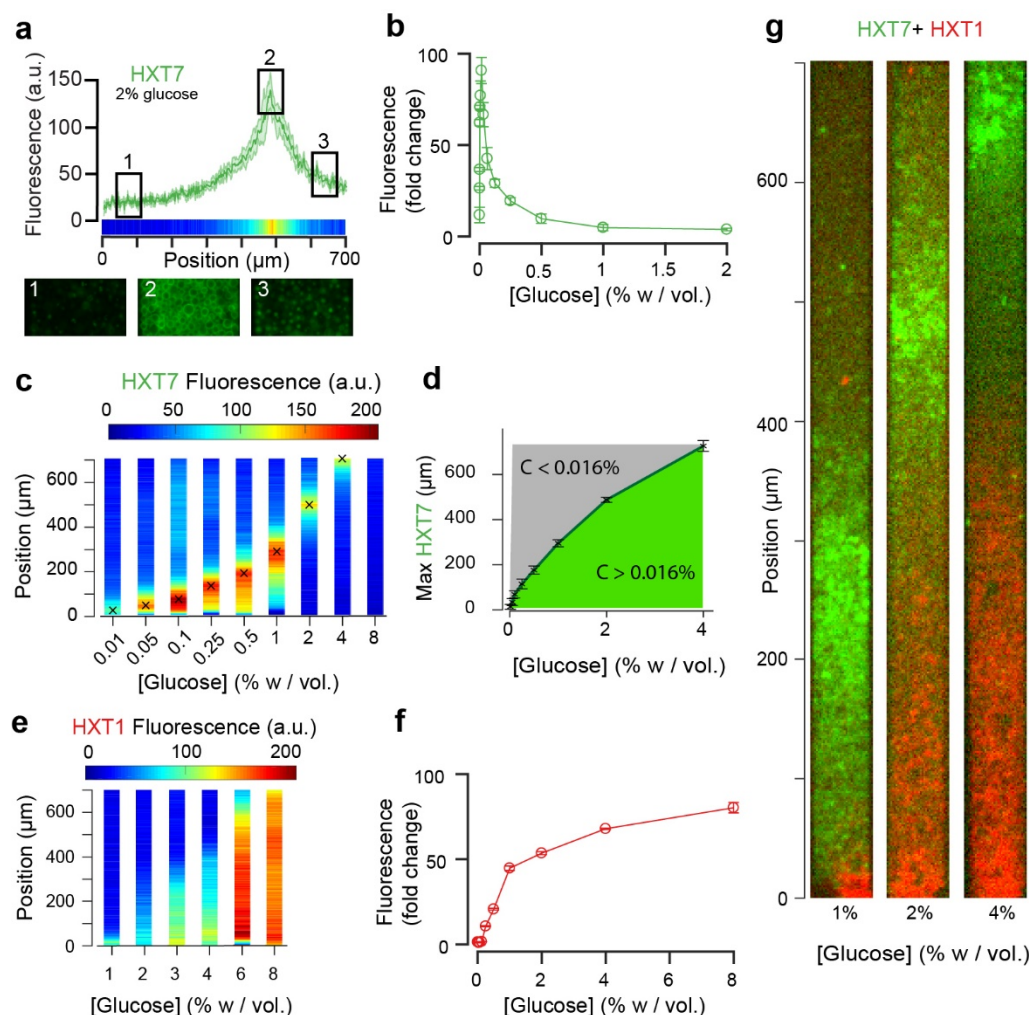 a
HXT7
2% glucose
Fluorescence (a.u.)
150
100
50
0
1
2
3
0
Position (µm)
700
1
2
3
b
Fluorescence
(fold change)
100
50
0
0
0.5
1
1.5
2
[Glucose] (% w / vol.)
c
HXT7 Fluorescence (a.u.)
0
50
100
150
200
Position (µm)
600
400
200
0
0.01
0.05
0.1
0.25
0.5
1
2
4
8
[Glucose] (% w / vol.)
d
Max HXT7 (µm)
600
400
200
0
C < 0.016%
C > 0.016%
0
2
4
[Glucose] (% w / vol.)
e
HXT1 Fluorescence (a.u.)
0
100
200
Position (µm)
600
400
200
0
1
2
3
4
6
8
[Glucose] (% w / vol.)
f
Fluorescence
(fold change)
100
50
0
0
2
4
6
8
[Glucose] (% w / vol.)
g
HXT7+ HXT1
Position (µm)
600
400
200
0
1%
2%
4%
[Glucose] (% w / vol.)